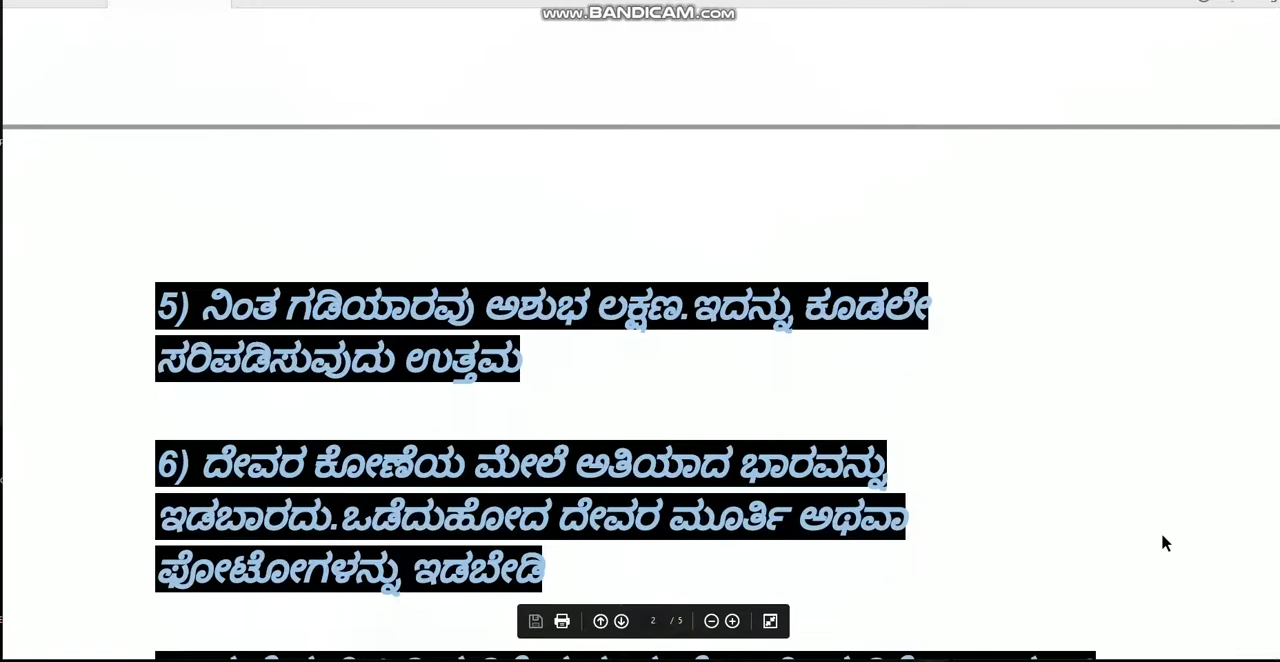 www.BANDICAM.com
5) ನಿಂತ ಗಡಿಯಾರವು ಅಶುಭ ಲಕ್ಷಣ.ಇದನ್ನು ಕೂಡಲೇ
ಸರಿಪಡಿಸುವುದು ಉತ್ತಮ
6) ದೇವರ ಕೋಣೆಯ ಮೇಲೆ ಅತಿಯಾದ ಭಾರವನ್ನು
ಇಡಬಾರದು.ಒಡೆದುಹೋದ ದೇವರ ಮೂರ್ತಿ ಅಥವಾ
ಫೋಟೋಗಳನ್ನು ಇಡಬೇಡಿ
2 / 5